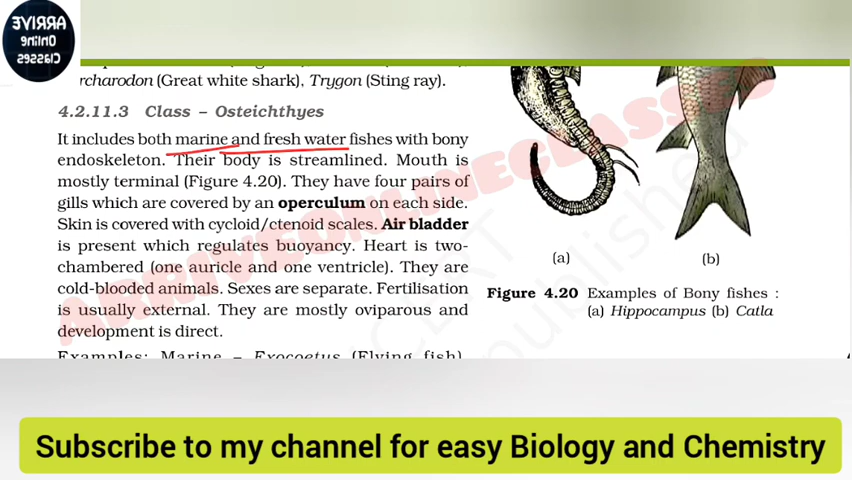 ARRIVE
Online
Classes
rcharodon (Great white shark), Trygon (Sting ray).
4.2.11.3 Class – Osteichthyes
It includes both marine and fresh water fishes with bony
endoskeleton. Their body is streamlined. Mouth is
mostly terminal (Figure 4.20). They have four pairs of
gills which are covered by an operculum on each side.
Skin is covered with cycloid/ctenoid scales. Air bladder
is present which regulates buoyancy. Heart is two-
chambered (one auricle and one ventricle). They are
cold-blooded animals. Sexes are separate. Fertilisation
is usually external. They are mostly oviparous and
development is direct.
Examples: Marine – Exocoetus (Flying fish),
(a)
(b)
Figure 4.20 Examples of Bony fishes :
(a) Hippocampus (b) Catla
ARRIVEONLINECLASSES
Subscribe to my channel for easy Biology and Chemistry